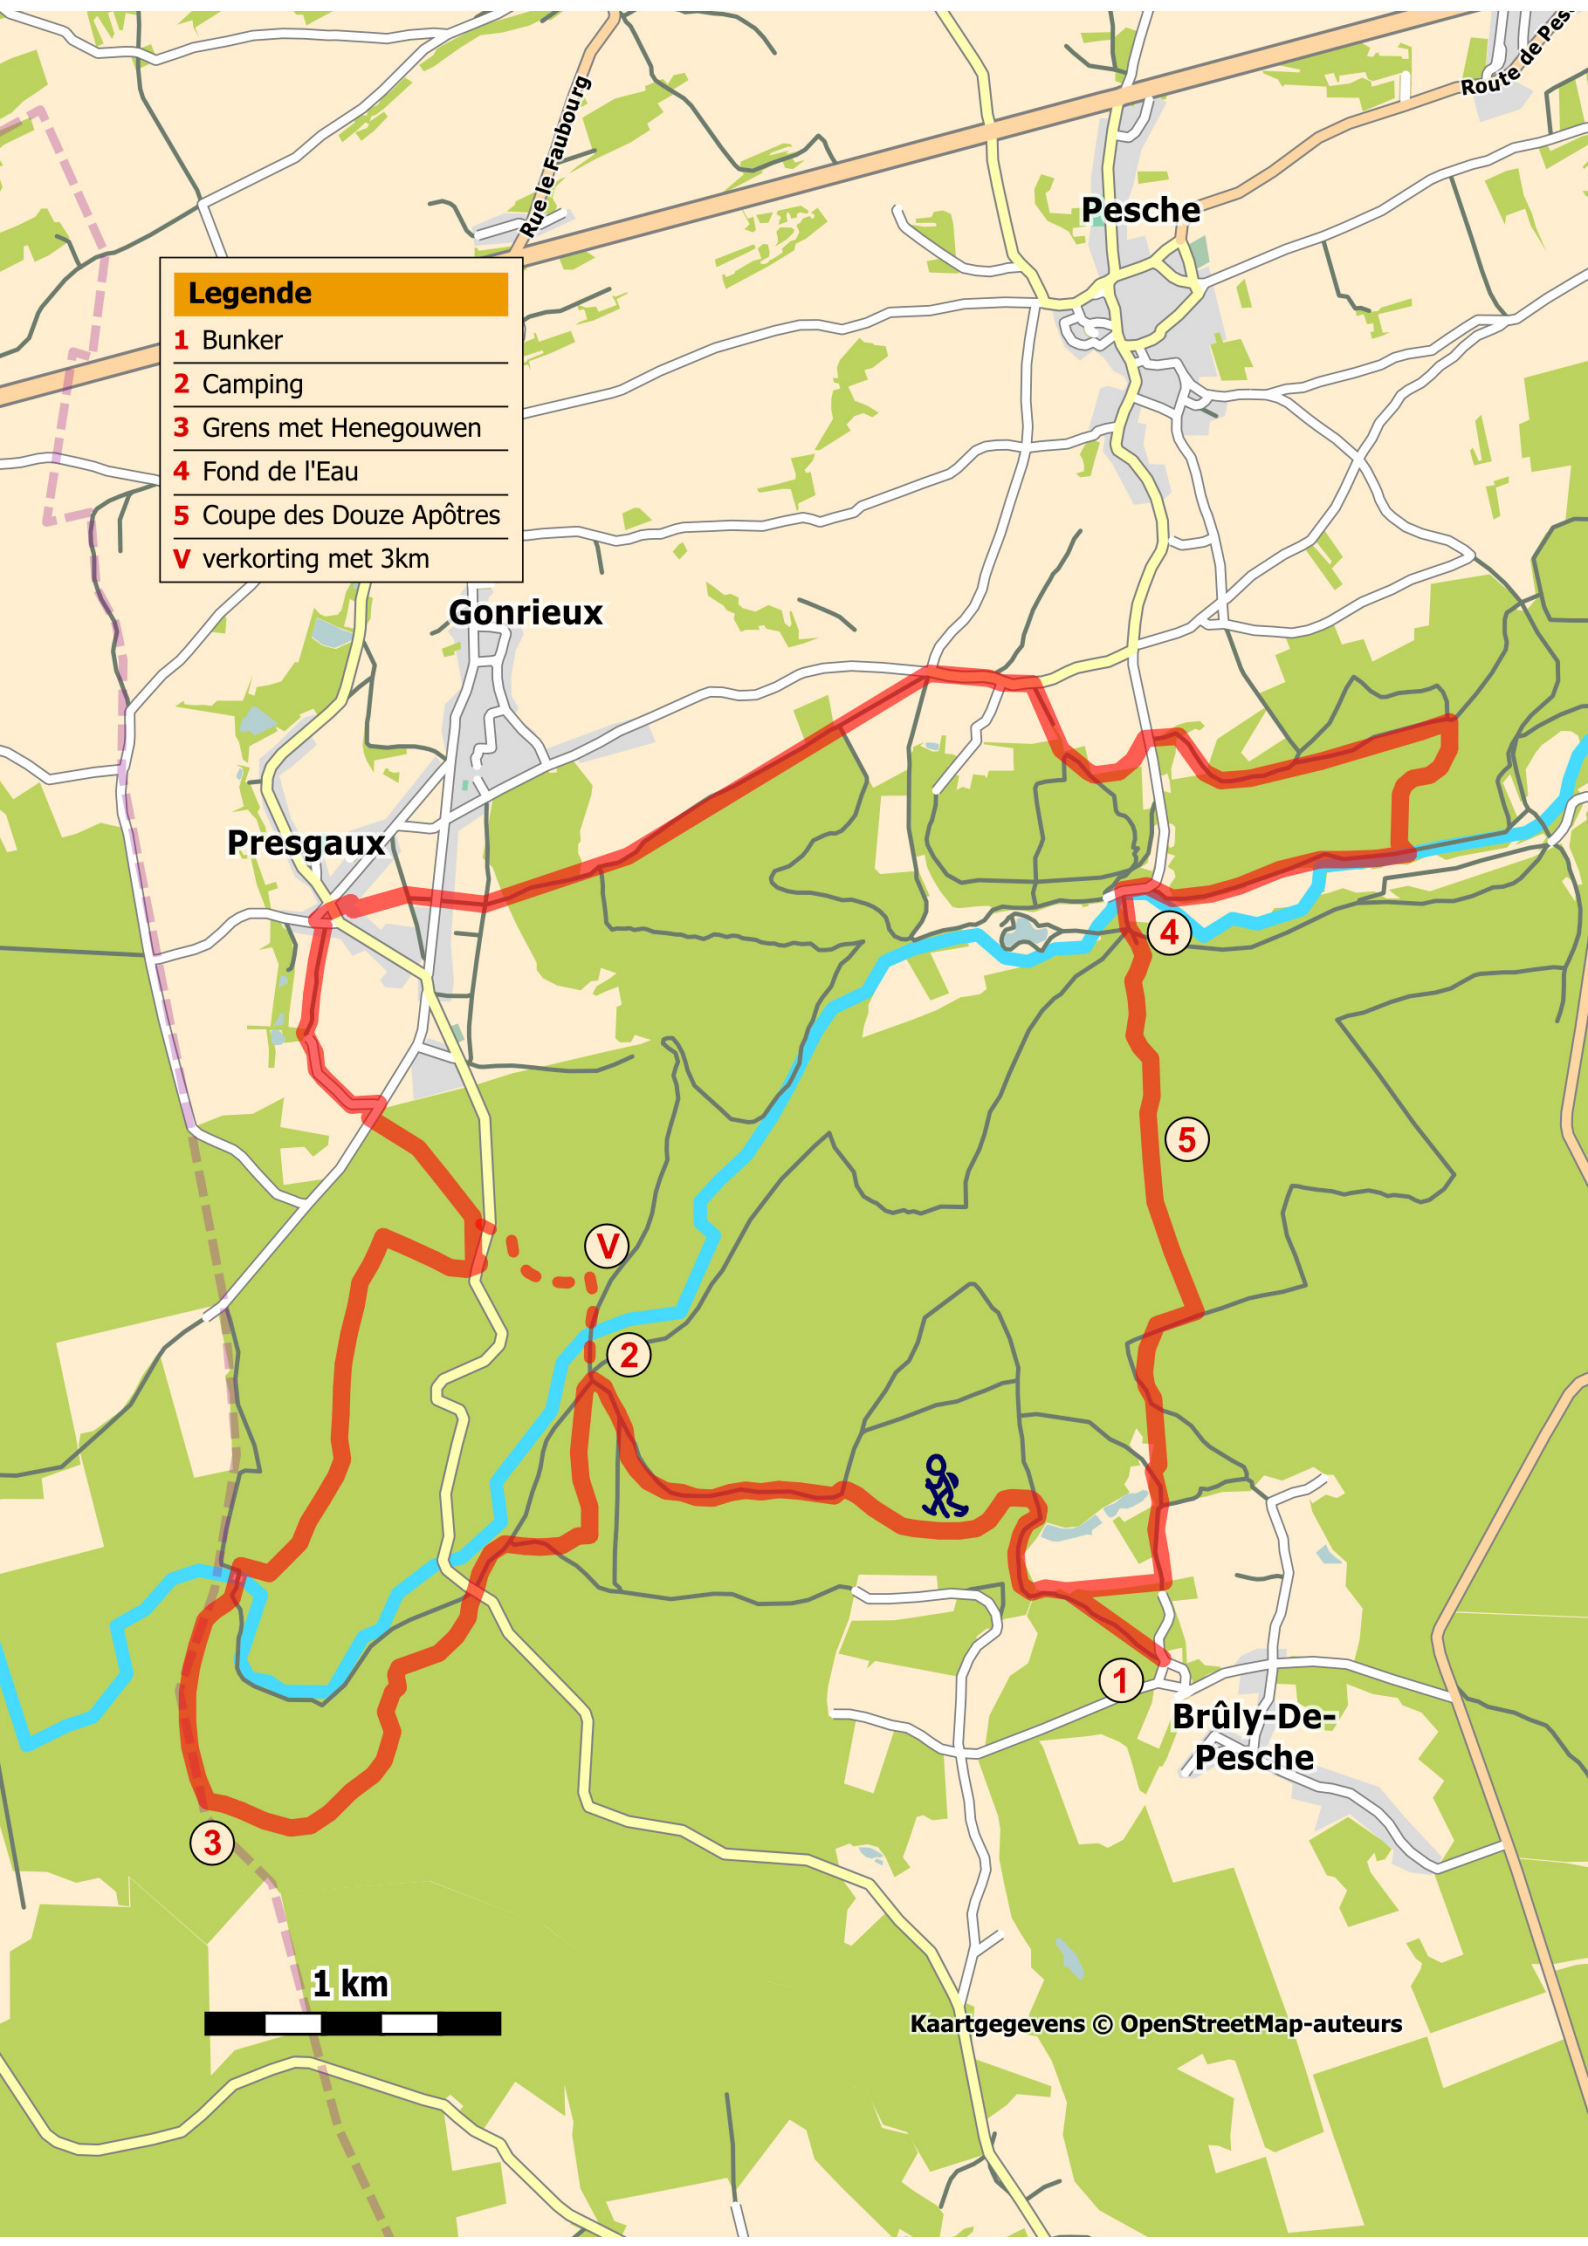 Rue le Faubourg
Route de Pes
Pesche
Legende
1 Bunker
2 Camping
3 Grens met Henegouwen
4 Fond de l'Eau
5 Coupe des Douze Apôtres
V verkorting met 3km
Gonrieux
Presgaux
4
5
V
2
1
Brûly-De-
Pesche
3
1 km
Kaartgegevens © OpenStreetMap-auteurs